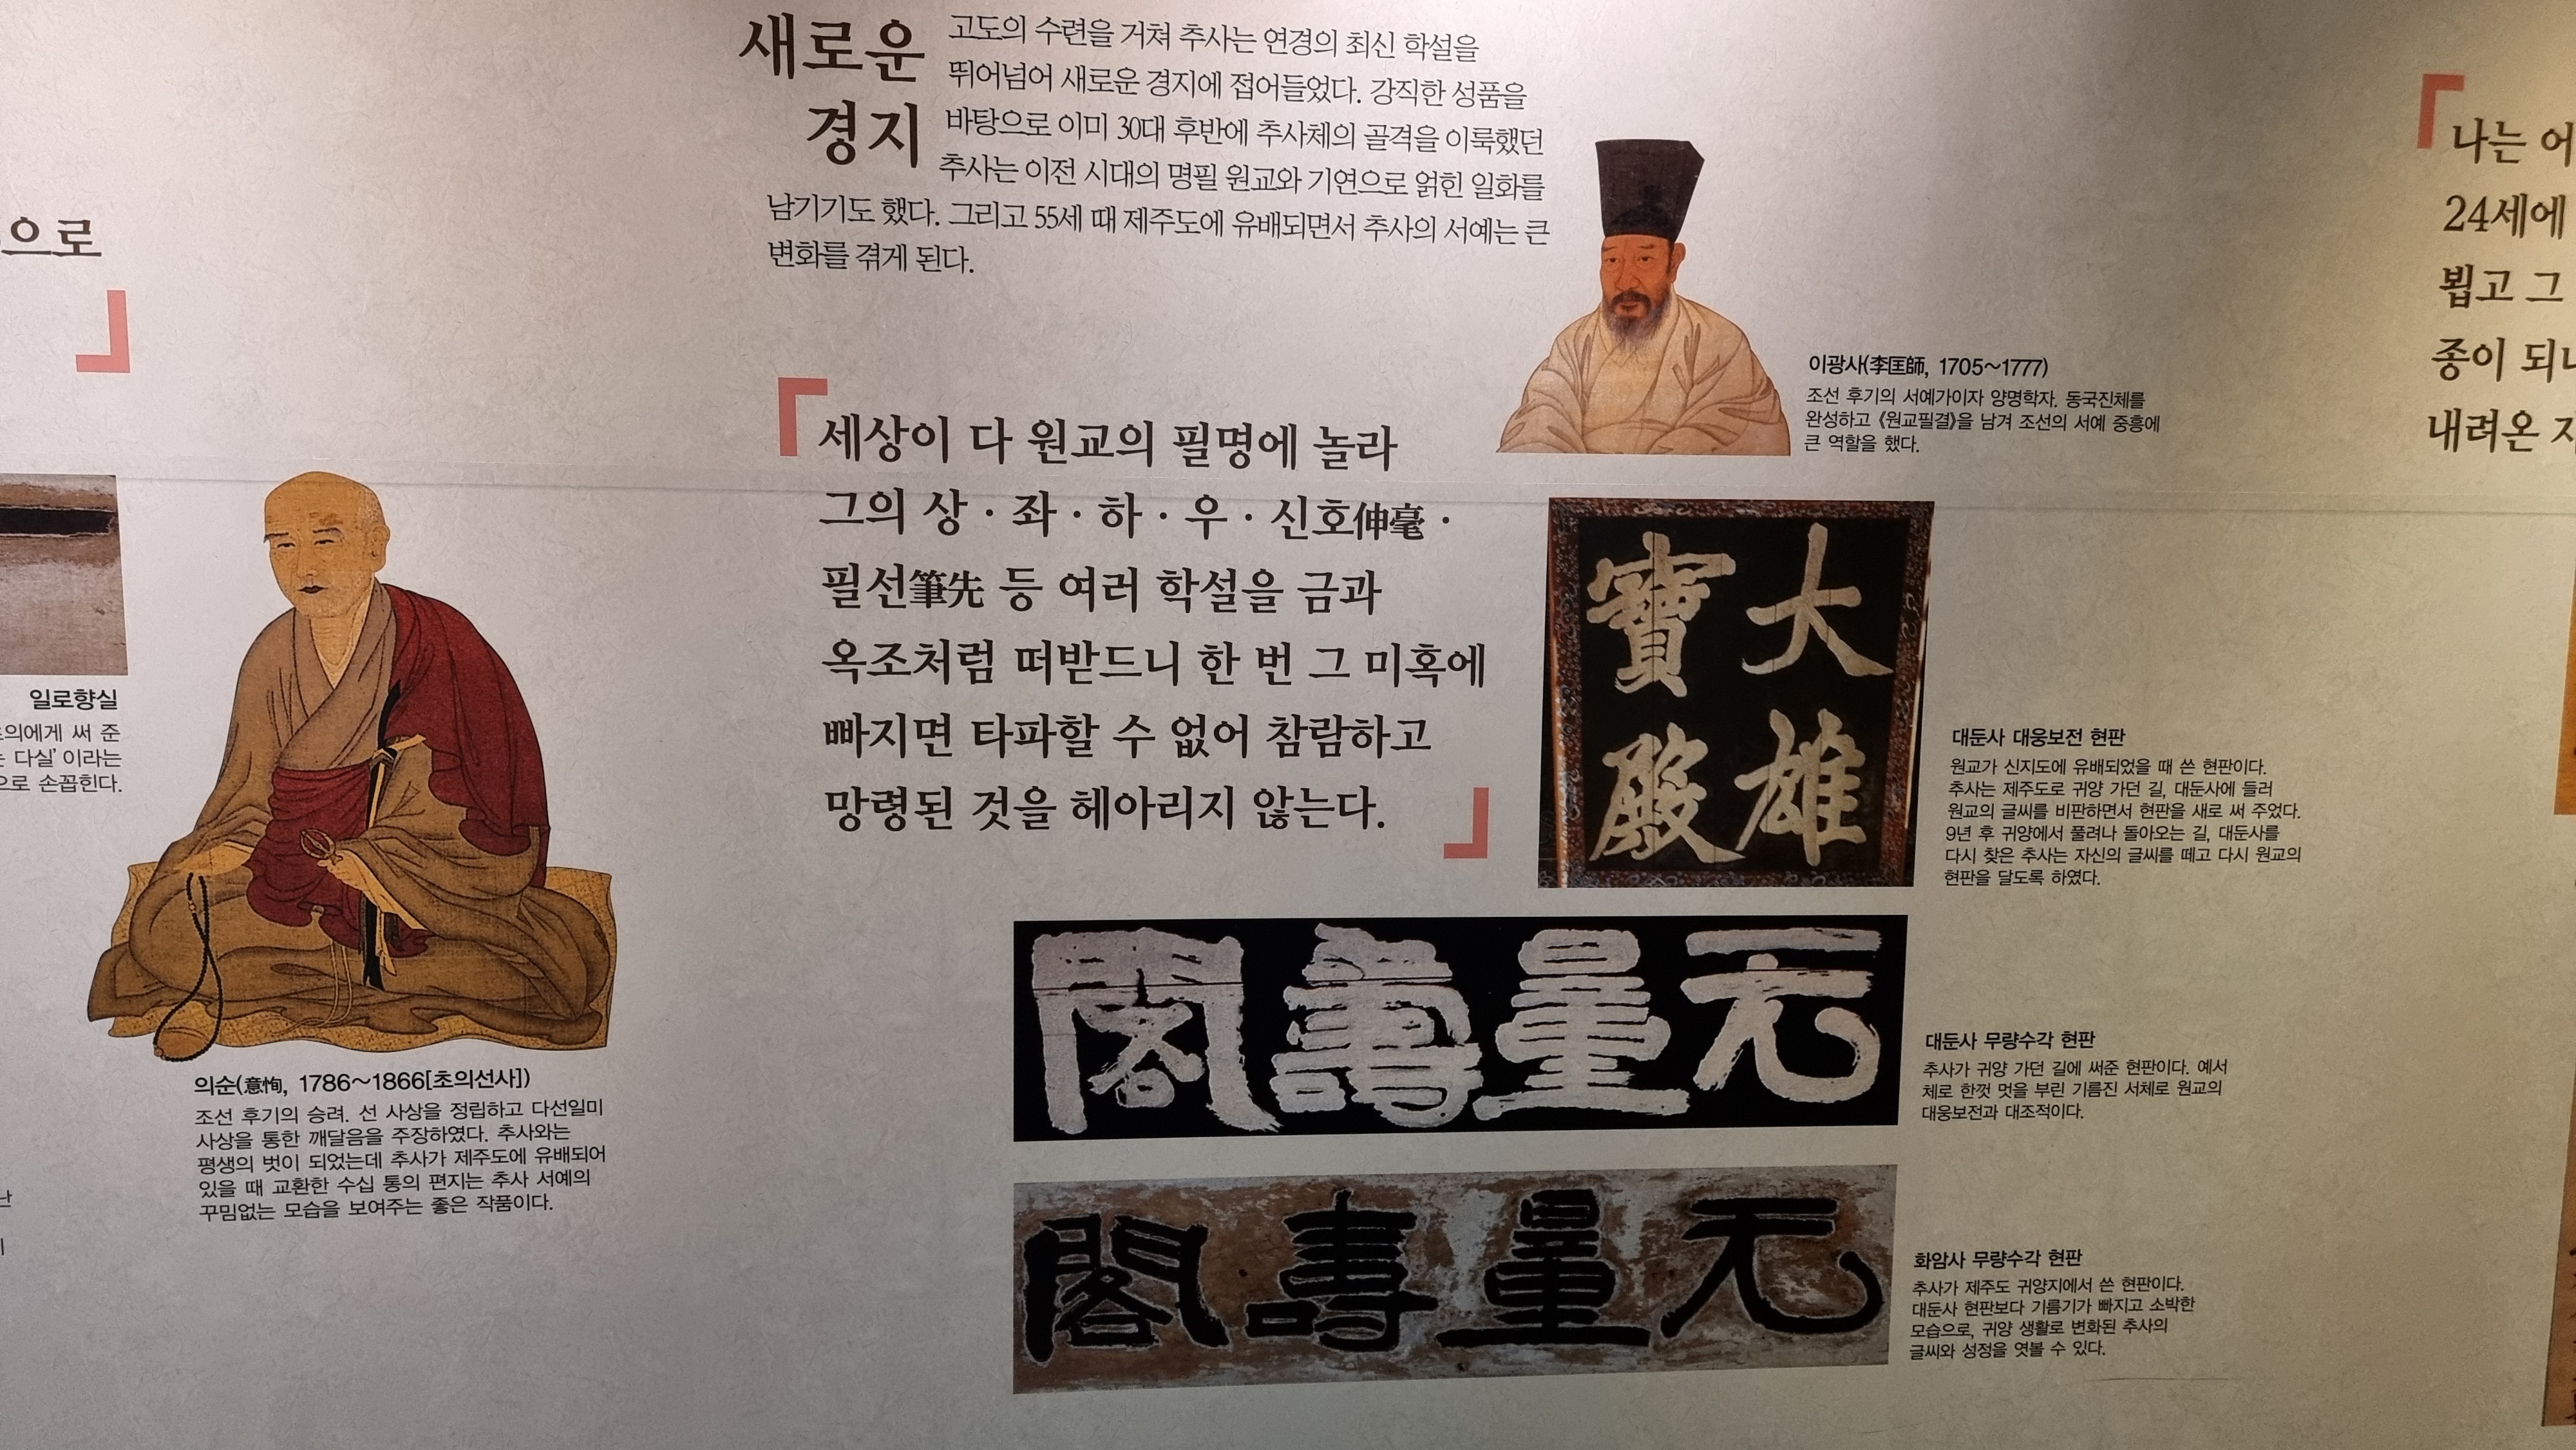 으로
일로향실
의에게 써 준
다실' 이라는
으로 손꼽힌다.
의순(意恂, 1786~1866[초의선사])
조선 후기의 승려. 선 사상을 정립하고 다선일미
사상을 통한 깨달음을 주장하였다. 추사와는
평생의 벗이 되었는데 추사가 제주도에 유배되어
있을 때 교환한 수십 통의 편지는 추사 서예의
꾸밈없는 모습을 보여주는 좋은 작품이다.
새로운
경지
고도의 수련을 거쳐 추사는 연경의 최신 학설을
뛰어넘어 새로운 경지에 접어들었다. 강직한 성품을
바탕으로 이미 30대 후반에 추사체의 골격을 이룩했던
추사는 이전 시대의 명필 원교와 기연으로 얽힌 일화를
남기기도 했다. 그리고 55세 때 제주도에 유배되면서 추사의 서예는 큰
변화를 겪게 된다.
세상이 다 원교의 필명에 놀라
그의 상 · 좌 · 하 · 우 · 신호伸毫 ·
필선筆先 등 여러 학설을 금과
옥조처럼 떠받드니 한 번 그 미혹에
빠지면 타파할 수 없어 참람하고
망령된 것을 헤아리지 않는다.
이광사(李匡師, 1705~1777)
조선 후기의 서예가이자 양명학자. 동국진체를
완성하고 《원교필결》을 남겨 조선의 서예 중흥에
큰 역할을 했다.
大雄
寶殿
대둔사 대웅보전 현판
원교가 신지도에 유배되었을 때 쓴 현판이다.
추사는 제주도로 귀양 가던 길, 대둔사에 들러
원교의 글씨를 비판하면서 현판을 새로 써 주었다.
9년 후 귀양에서 풀려나 돌아오는 길, 대둔사를
다시 찾은 추사는 자신의 글씨를 떼고 다시 원교의
현판을 달도록 하였다.
无量壽閣
대둔사 무량수각 현판
추사가 귀양 가던 길에 써준 현판이다. 예서
체로 한껏 멋을 부린 기름진 서체로 원교의
대웅보전과 대조적이다.
无量壽閣
화암사 무량수각 현판
추사가 제주도 귀양지에서 쓴 현판이다.
대둔사 현판보다 기름기가 빠지고 소박한
모습으로, 귀양 생활로 변화된 추사의
글씨와 성정을 엿볼 수 있다.
나는 어
24세에
뵙고 그
종이 되
내려온